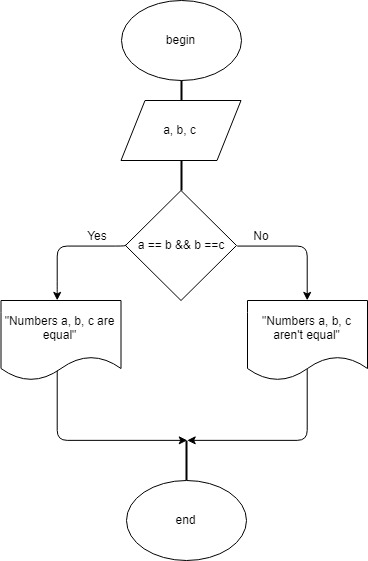 begin
a, b, c
a == b && b ==c
Yes
No
"Numbers a, b, c are
equal"
"Numbers a, b, c
aren't equal"
end